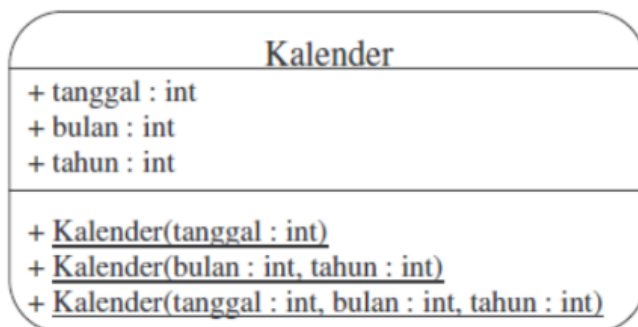 Kalender
+ tanggal : int
+ bulan : int
+ tahun : int
+ Kalender(tanggal : int)
+ Kalender(bulan : int, tahun : int)
+ Kalender(tanggal : int, bulan : int, tahun : int)